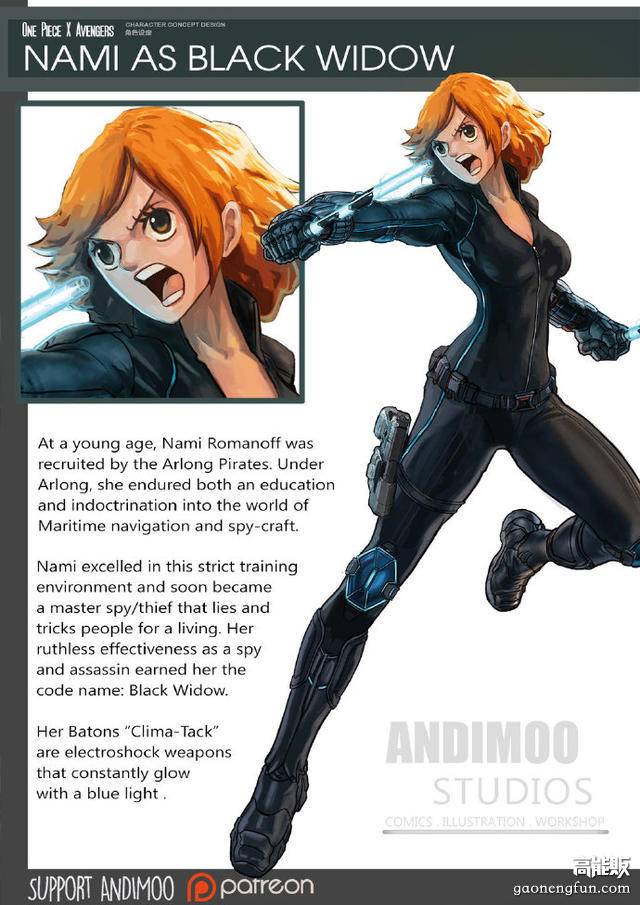 ONE PIECE X AVENGERS
CHARACTER CONCEPT DESIGN
角色设定
NAMI AS BLACK WIDOW
At a young age, Nami Romanoff was
recruited by the Arlong Pirates. Under
Arlong, she endured both an education
and indoctrination into the world of
Maritime navigation and spy-craft.
Nami excelled in this strict training
environment and soon became
a master spy/thief that lies and
tricks people for a living. Her
ruthless effectiveness as a spy
and assassin earned her the
code name: Black Widow.
Her Batons “Clima-Tack”
are electroshock weapons
that constantly glow
with a blue light .
ANDIMOO
STUDIOS
COMICS . ILLUSTRATION . WORKSHOP
SUPPORT ANDIMOO
patreon
高能贩
gaonengfun.com